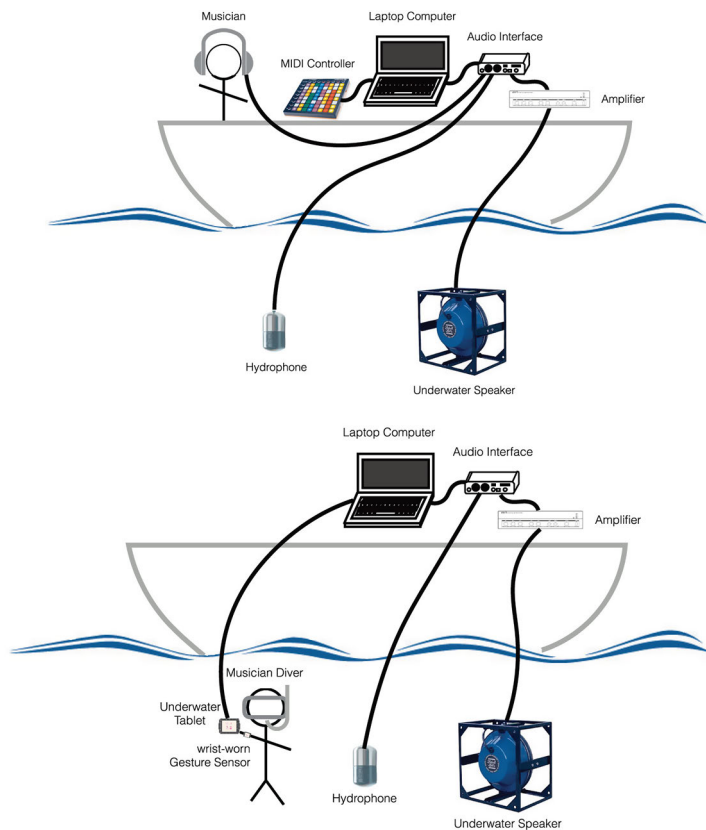 Musician
Laptop Computer
Audio Interface
MIDI Controller
Amplifier
Hydrophone
Underwater Speaker
Laptop Computer
Audio Interface
Amplifier
Musician Diver
Underwater
Tablet
wrist-worn
Gesture Sensor
Hydrophone
Underwater Speaker